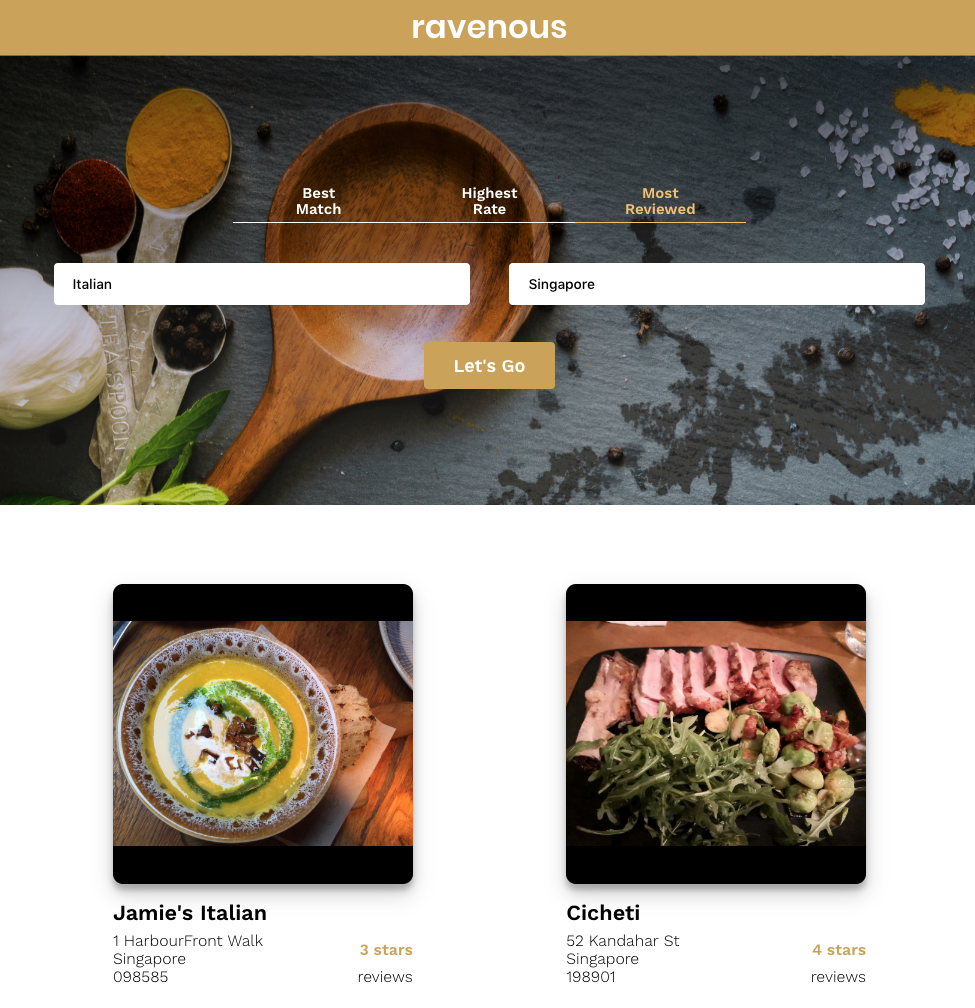 ravenous
Best
Match
Highest
Rate
Most
Reviewed
Italian
Singapore
Let's Go
TEASPOON
Jamie's Italian
1 HarbourFront Walk
Singapore
098585
3 stars
reviews
Cicheti
52 Kandahar St
Singapore
198901
4 stars
reviews